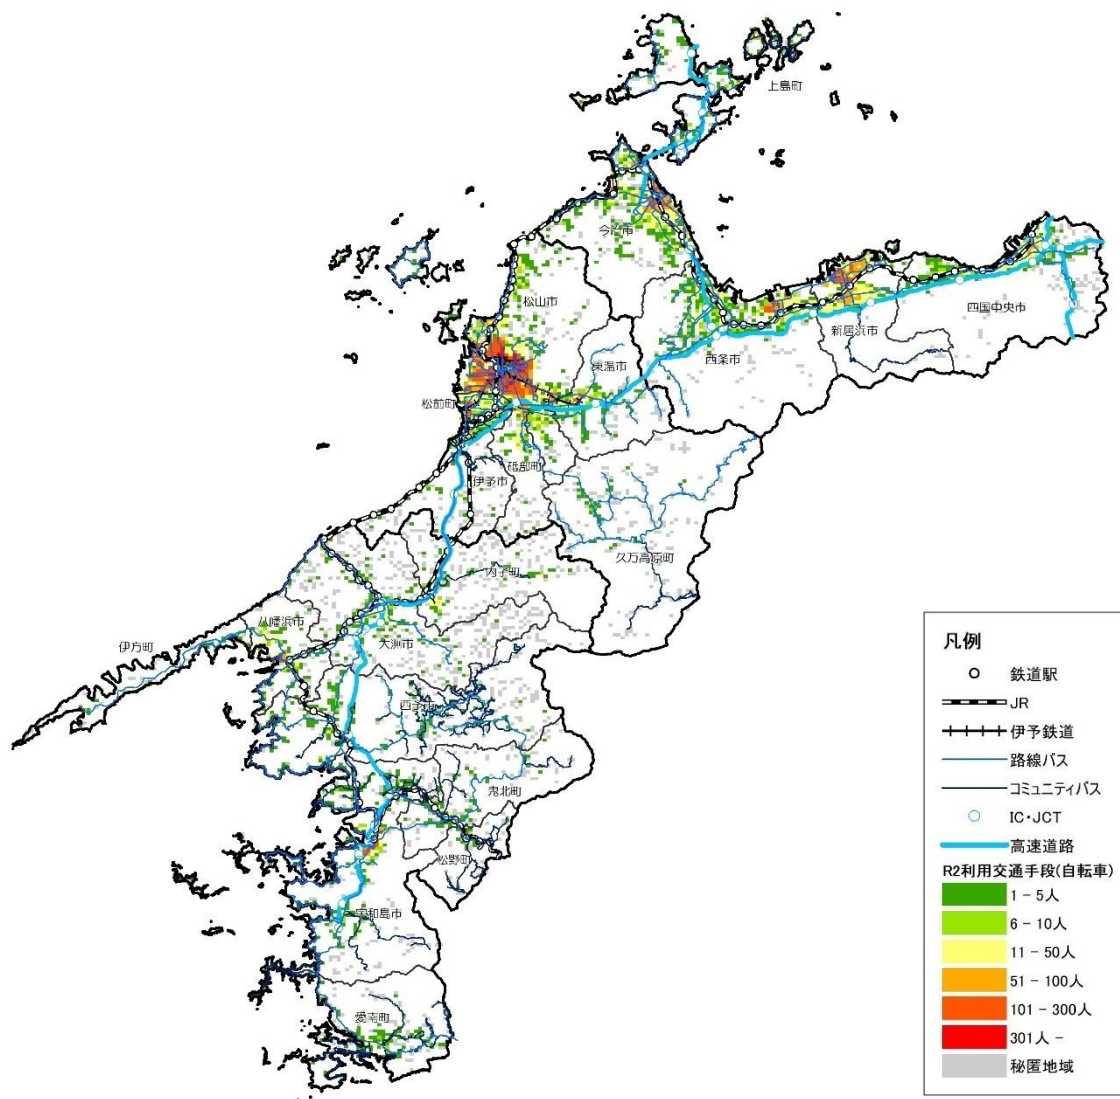 上島町
今治市
松山市
四国中央市
新居浜市
西条市
東温市
松前町
砥部町
伊予市
久万高原町
内子町
八幡浜市
伊方町
大洲市
西予市
鬼北町
松野町
宇和島市
愛南町
凡例
鉄道駅
JR
伊予鉄道
路線バス
コミュニティバス
IC・JCT
高速道路
R2利用交通手段(自転車)
1 - 5人
6 - 10人
11 - 50人
51 - 100人
101 - 300人
301人 -
秘匿地域